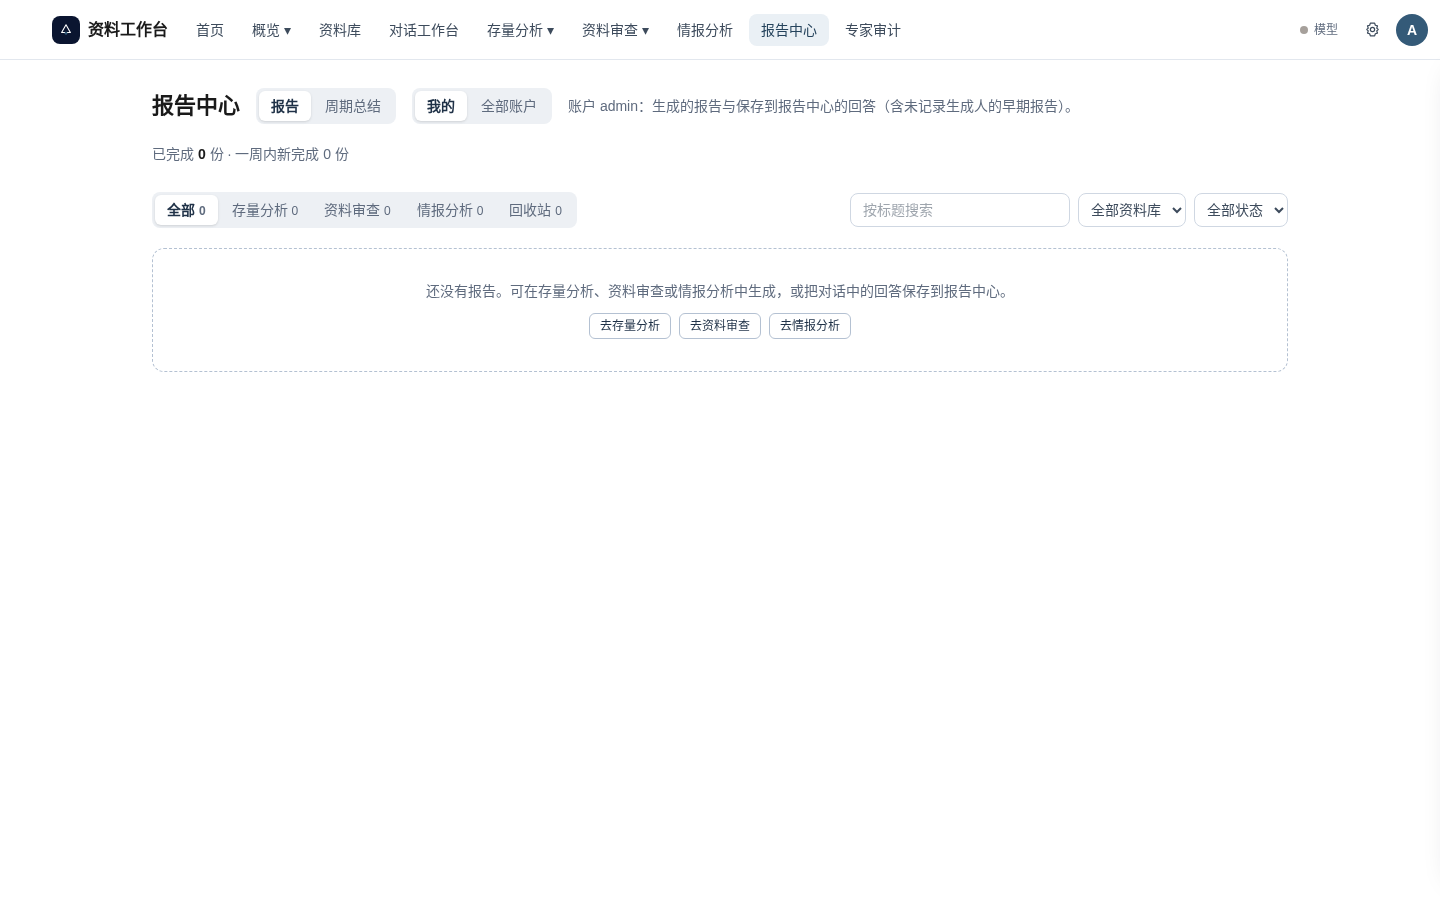 资料工作台 首页 概览 ▾ 资料库 对话工作台 存量分析 ▾ 资料审查 ▾ 情报分析 报告中心 专家审计 模型 A
报告中心 报告 周期总结 我的 全部账户 账户 admin：生成的报告与保存到报告中心的回答（含未记录生成人的早期报告）。
已完成 0 份 · 一周内新完成 0 份
全部 0 存量分析 0 资料审查 0 情报分析 0 回收站 0 按标题搜索 全部资料库 全部状态
还没有报告。可在存量分析、资料审查或情报分析中生成，或把对话中的回答保存到报告中心。
去存量分析 去资料审查 去情报分析